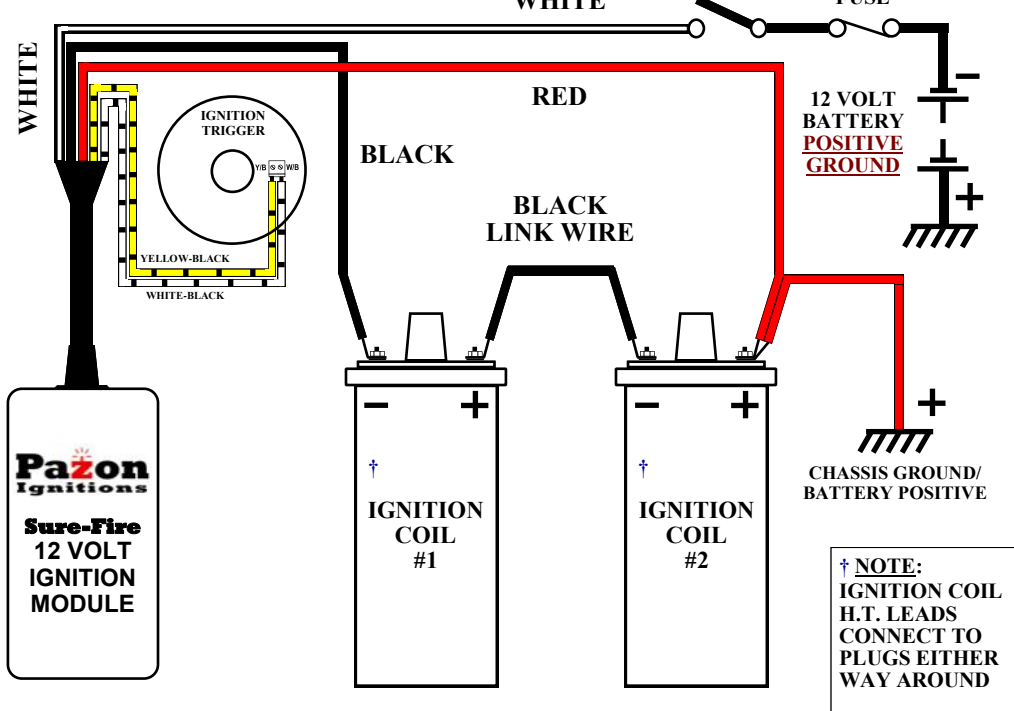 WHITE
FUSE
WHITE
RED
12 VOLT
BATTERY
POSITIVE
GROUND
−
+
IGNITION
TRIGGER
Y/B
W/B
BLACK
BLACK
LINK WIRE
YELLOW-BLACK
WHITE-BLACK
− +
− +
+
CHASSIS GROUND/
BATTERY POSITIVE
†
IGNITION
COIL
#1
†
IGNITION
COIL
#2
Pazon
Ignitions
Sure-Fire
12 VOLT
IGNITION
MODULE
† NOTE:
IGNITION COIL
H.T. LEADS
CONNECT TO
PLUGS EITHER
WAY AROUND